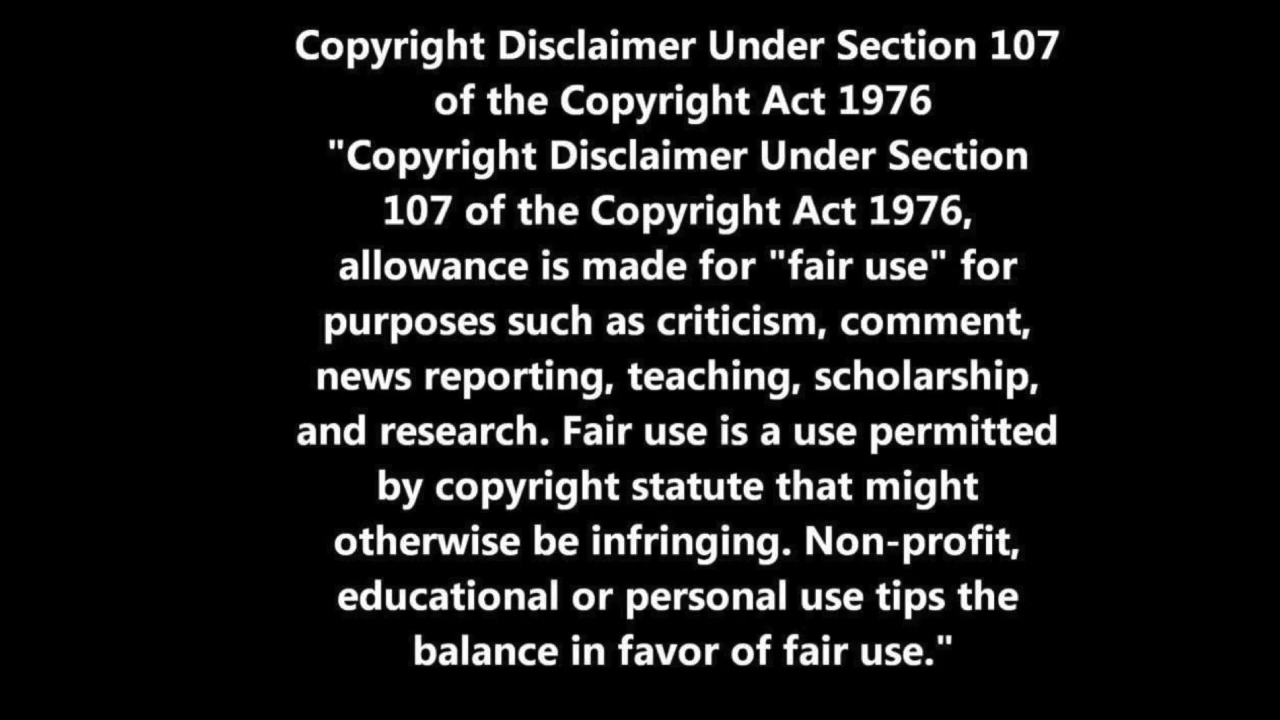 Copyright Disclaimer Under Section 107
of the Copyright Act 1976
"Copyright Disclaimer Under Section
107 of the Copyright Act 1976,
allowance is made for "fair use" for
purposes such as criticism, comment,
news reporting, teaching, scholarship,
and research. Fair use is a use permitted
by copyright statute that might
otherwise be infringing. Non-profit,
educational or personal use tips the
balance in favor of fair use."